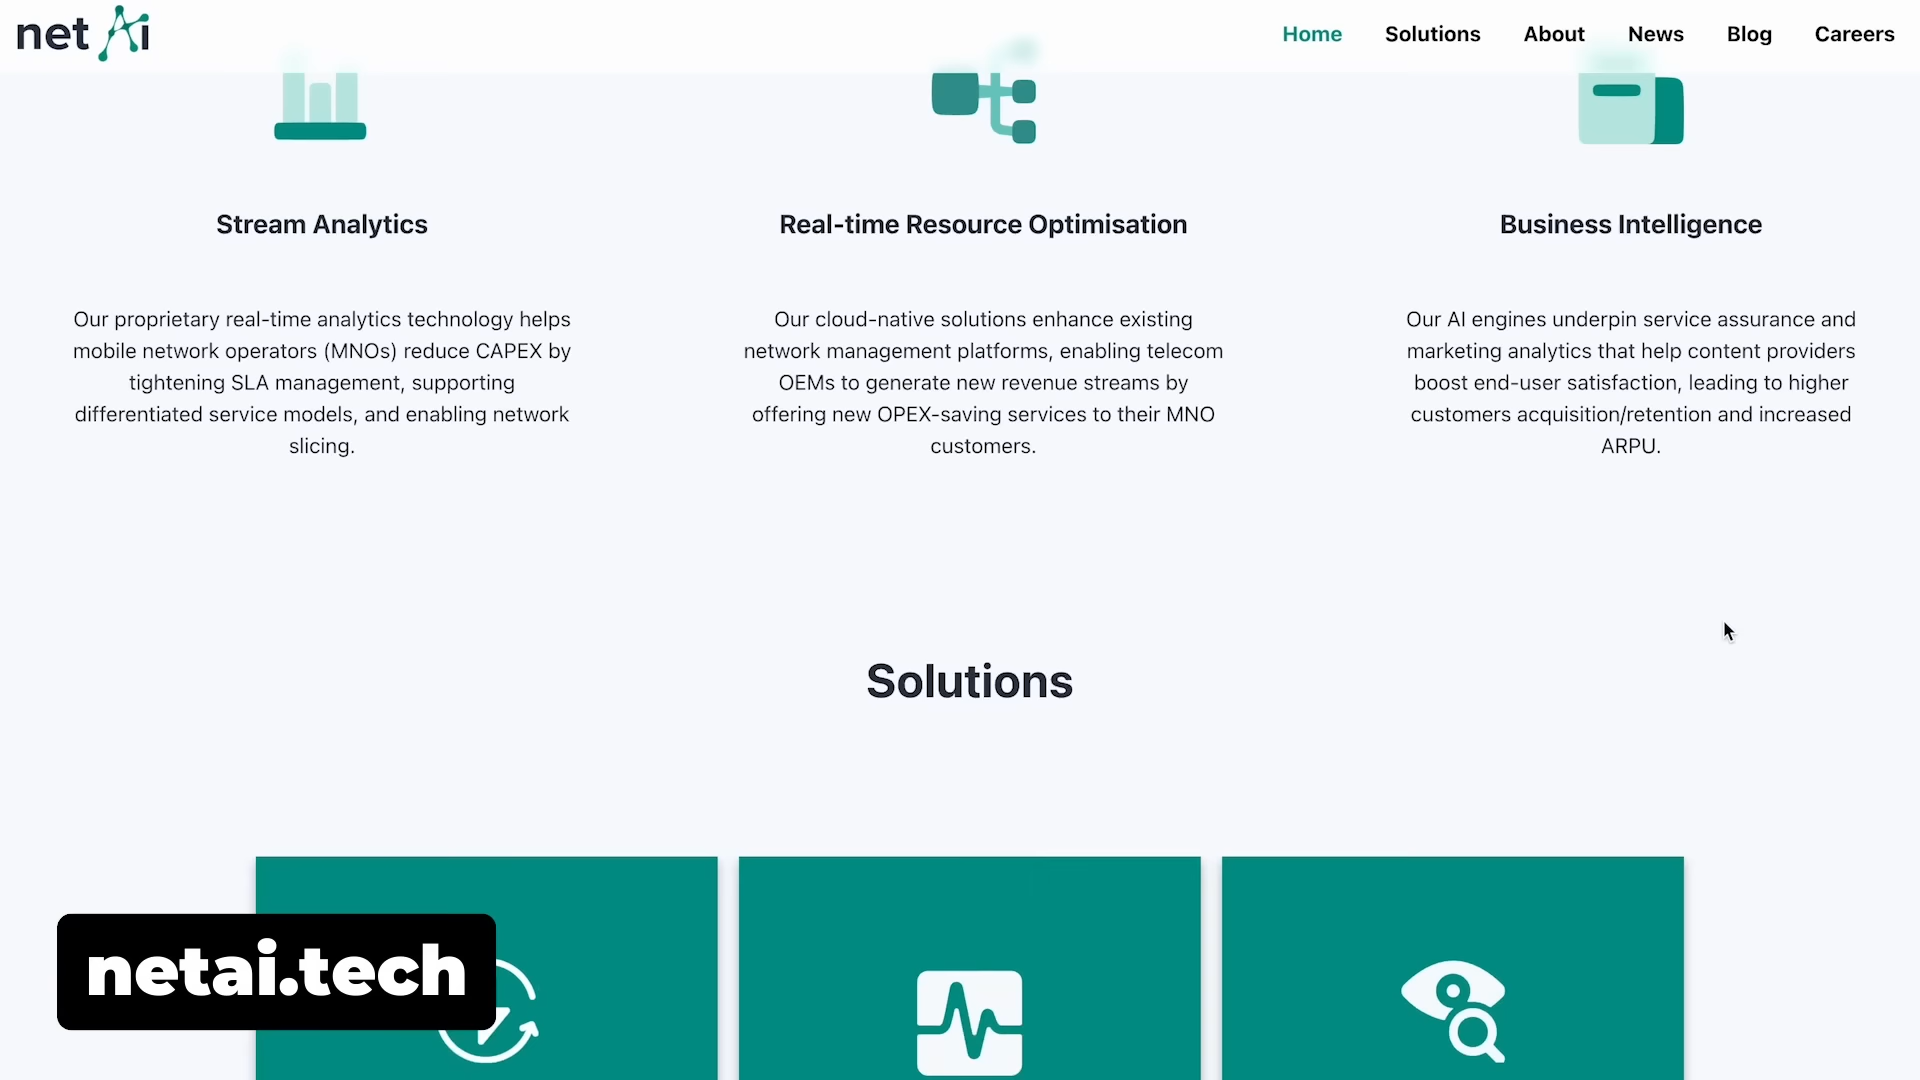 net Ai
Home Solutions About News Blog Careers
Stream Analytics
Our proprietary real-time analytics technology helps
mobile network operators (MNOs) reduce CAPEX by
tightening SLA management, supporting
differentiated service models, and enabling network
slicing.
Real-time Resource Optimisation
Our cloud-native solutions enhance existing
network management platforms, enabling telecom
OEMs to generate new revenue streams by
offering new OPEX-saving services to their MNO
customers.
Business Intelligence
Our AI engines underpin service assurance and
marketing analytics that help content providers
boost end-user satisfaction, leading to higher
customers acquisition/retention and increased
ARPU.
Solutions
netai.tech